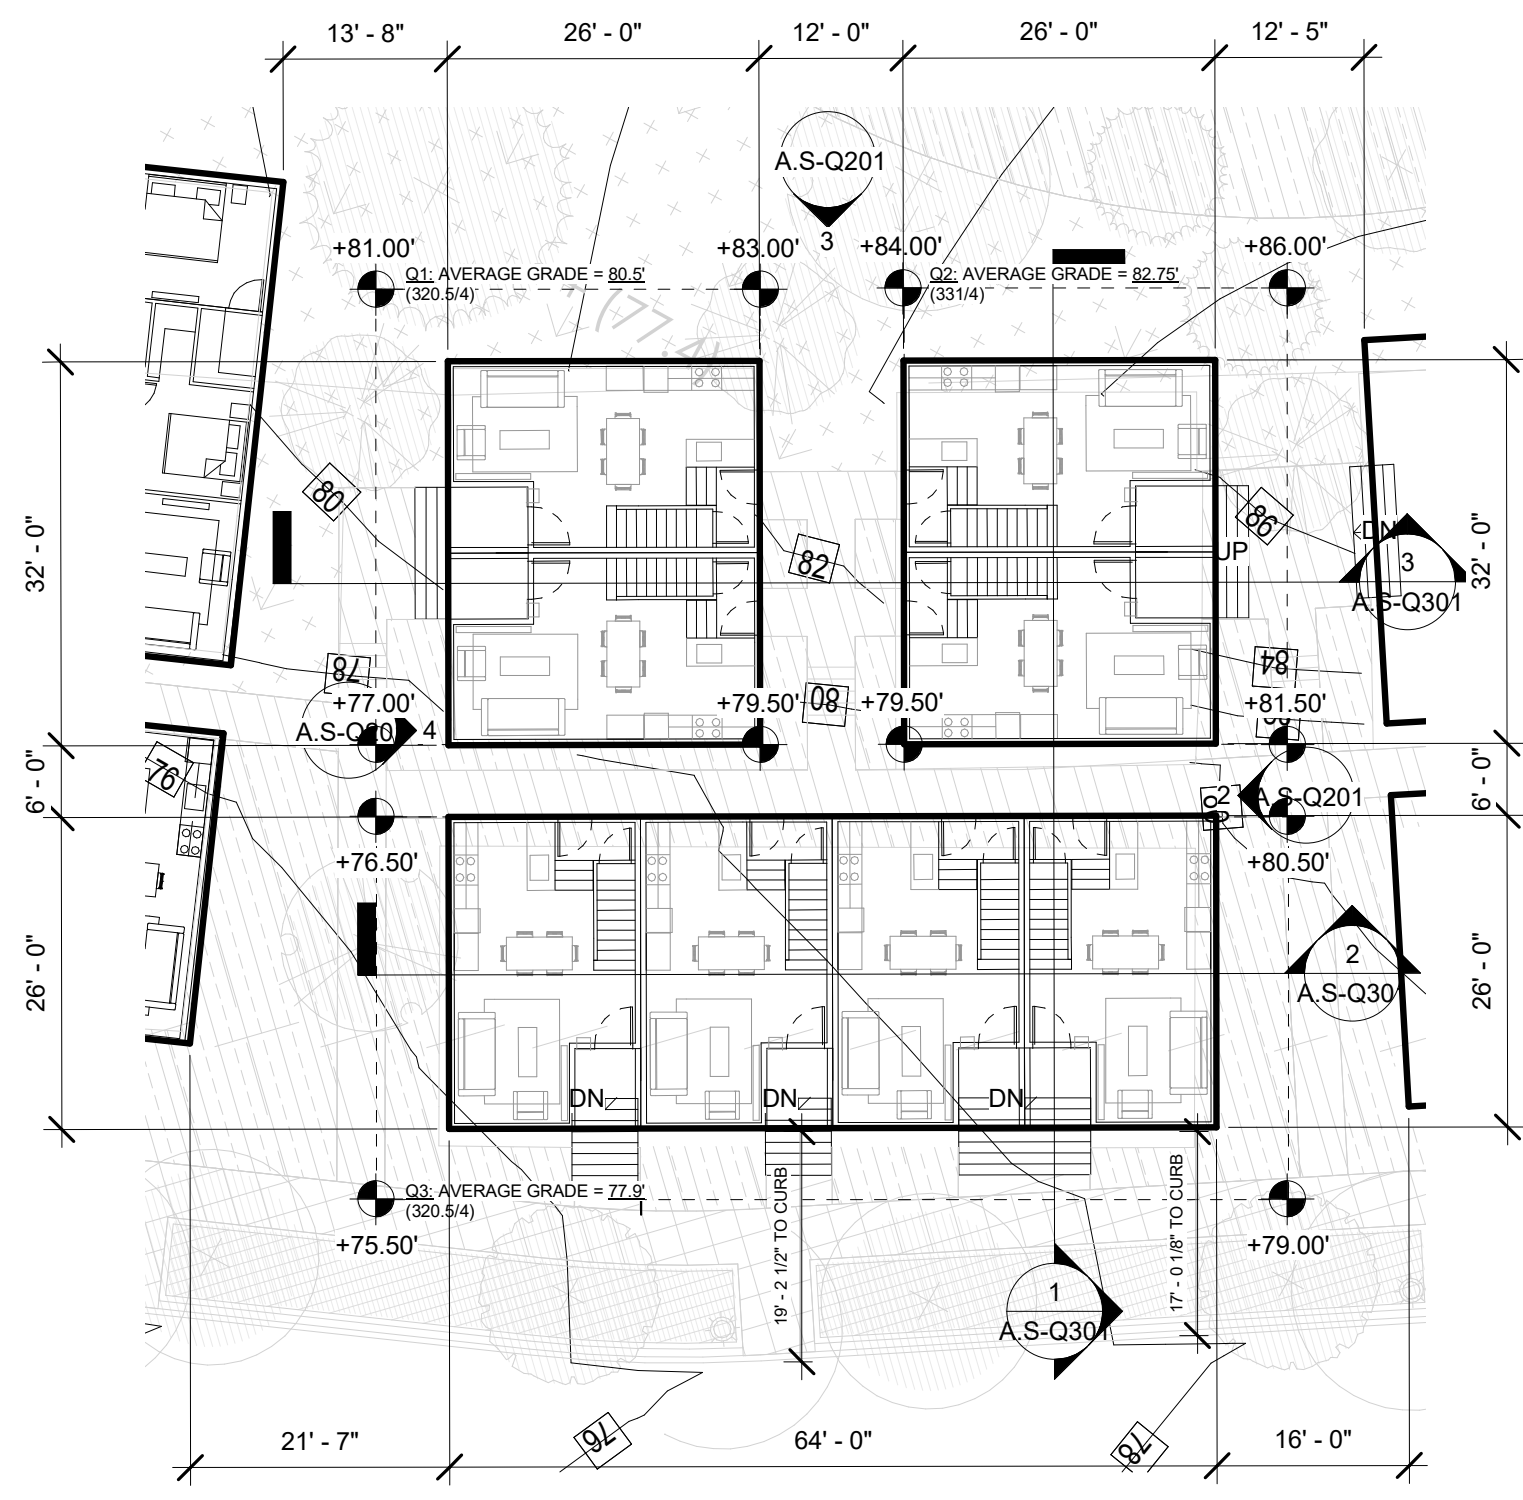 13' - 8" 26' - 0" 12' - 0" 26' - 0" 12' - 5"
A.S-Q201
3
+81.00' +83.00' +84.00' +86.00'
Q1: AVERAGE GRADE = 80.5'
(320.5/4)
Q2: AVERAGE GRADE = 82.75'
(331/4)
(77.4)
80
82
86
DN
UP
3
A.S-Q301
32' - 0"
32' - 0"
78
80
84
+77.00' +79.50' +79.50' +81.50'
A.S-Q20
4
76
6' - 0"
6' - 0"
2
A.S-Q201
+76.50' +80.50'
2
A.S-Q30
26' - 0"
26' - 0"
DN DN DN
Q3: AVERAGE GRADE = 77.9'
(320.5/4)
+75.50' +79.00'
19' - 2 1/2" TO CURB
17' - 0 1/8" TO CURB
1
A.S-Q301
76
78
21' - 7" 64' - 0" 16' - 0"